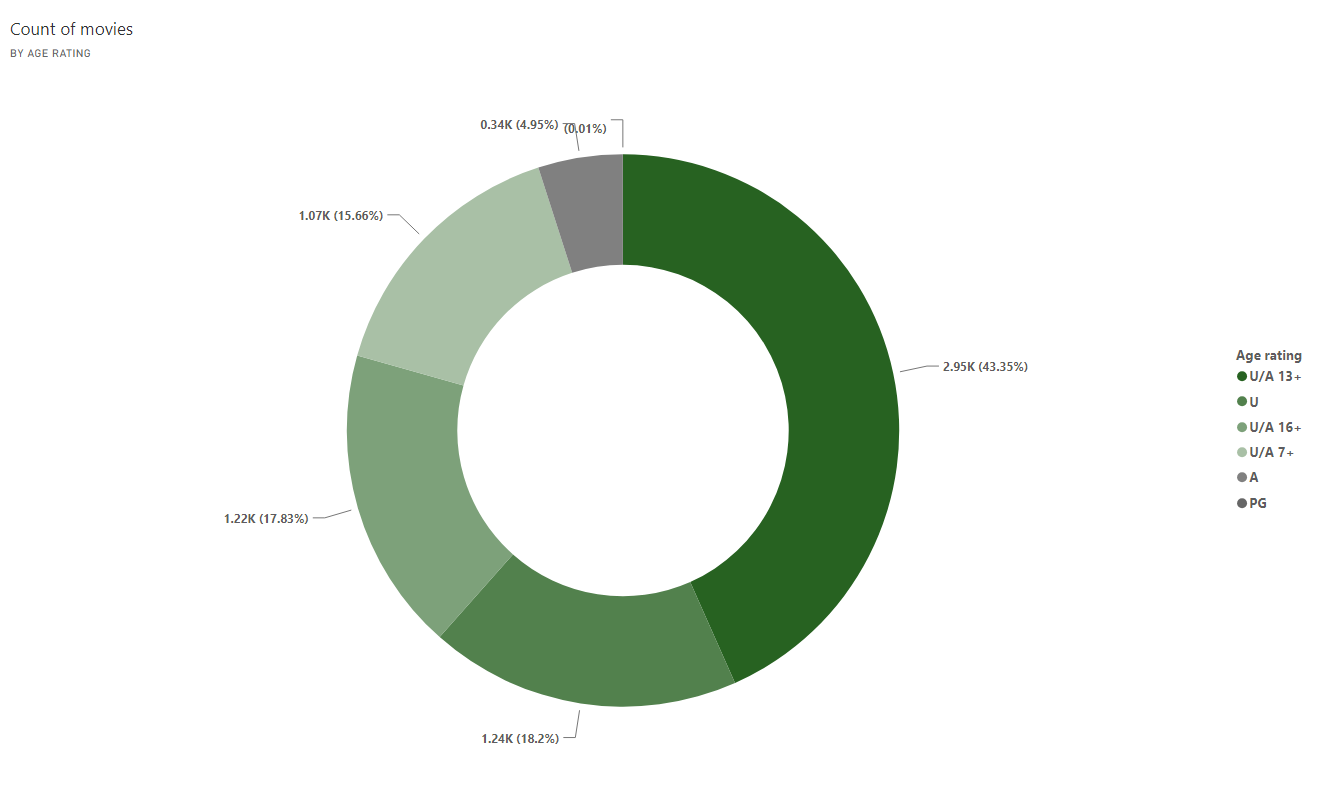 Count of movies
BY AGE RATING
0.34K (4.95%)
(0.01%)
1.07K (15.66%)
2.95K (43.35%)
1.22K (17.83%)
1.24K (18.2%)
Age rating
U/A 13+
U
U/A 16+
U/A 7+
A
PG